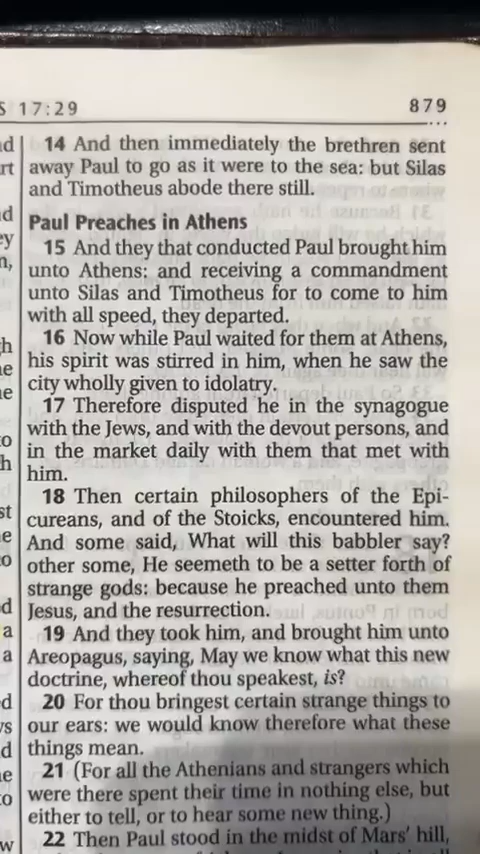 S 17:29
879
14 And then immediately the brethren sent
away Paul to go as it were to the sea: but Silas
and Timotheus abode there still.
Paul Preaches in Athens
15 And they that conducted Paul brought him
unto Athens: and receiving a commandment
unto Silas and Timotheus for to come to him
with all speed, they departed.
16 Now while Paul waited for them at Athens,
his spirit was stirred in him, when he saw the
city wholly given to idolatry.
17 Therefore disputed he in the synagogue
with the Jews, and with the devout persons, and
in the market daily with them that met with
him.
18 Then certain philosophers of the Epi-
cureans, and of the Stoicks, encountered him.
And some said, What will this babbler say?
other some, He seemeth to be a setter forth of
strange gods: because he preached unto them
Jesus, and the resurrection.
19 And they took him, and brought him unto
Areopagus, saying, May we know what this new
doctrine, whereof thou speakest, is?
20 For thou bringest certain strange things to
our ears: we would know therefore what these
things mean.
21 (For all the Athenians and strangers which
were there spent their time in nothing else, but
either to tell, or to hear some new thing.)
22 Then Paul stood in the midst of Mars' hill,